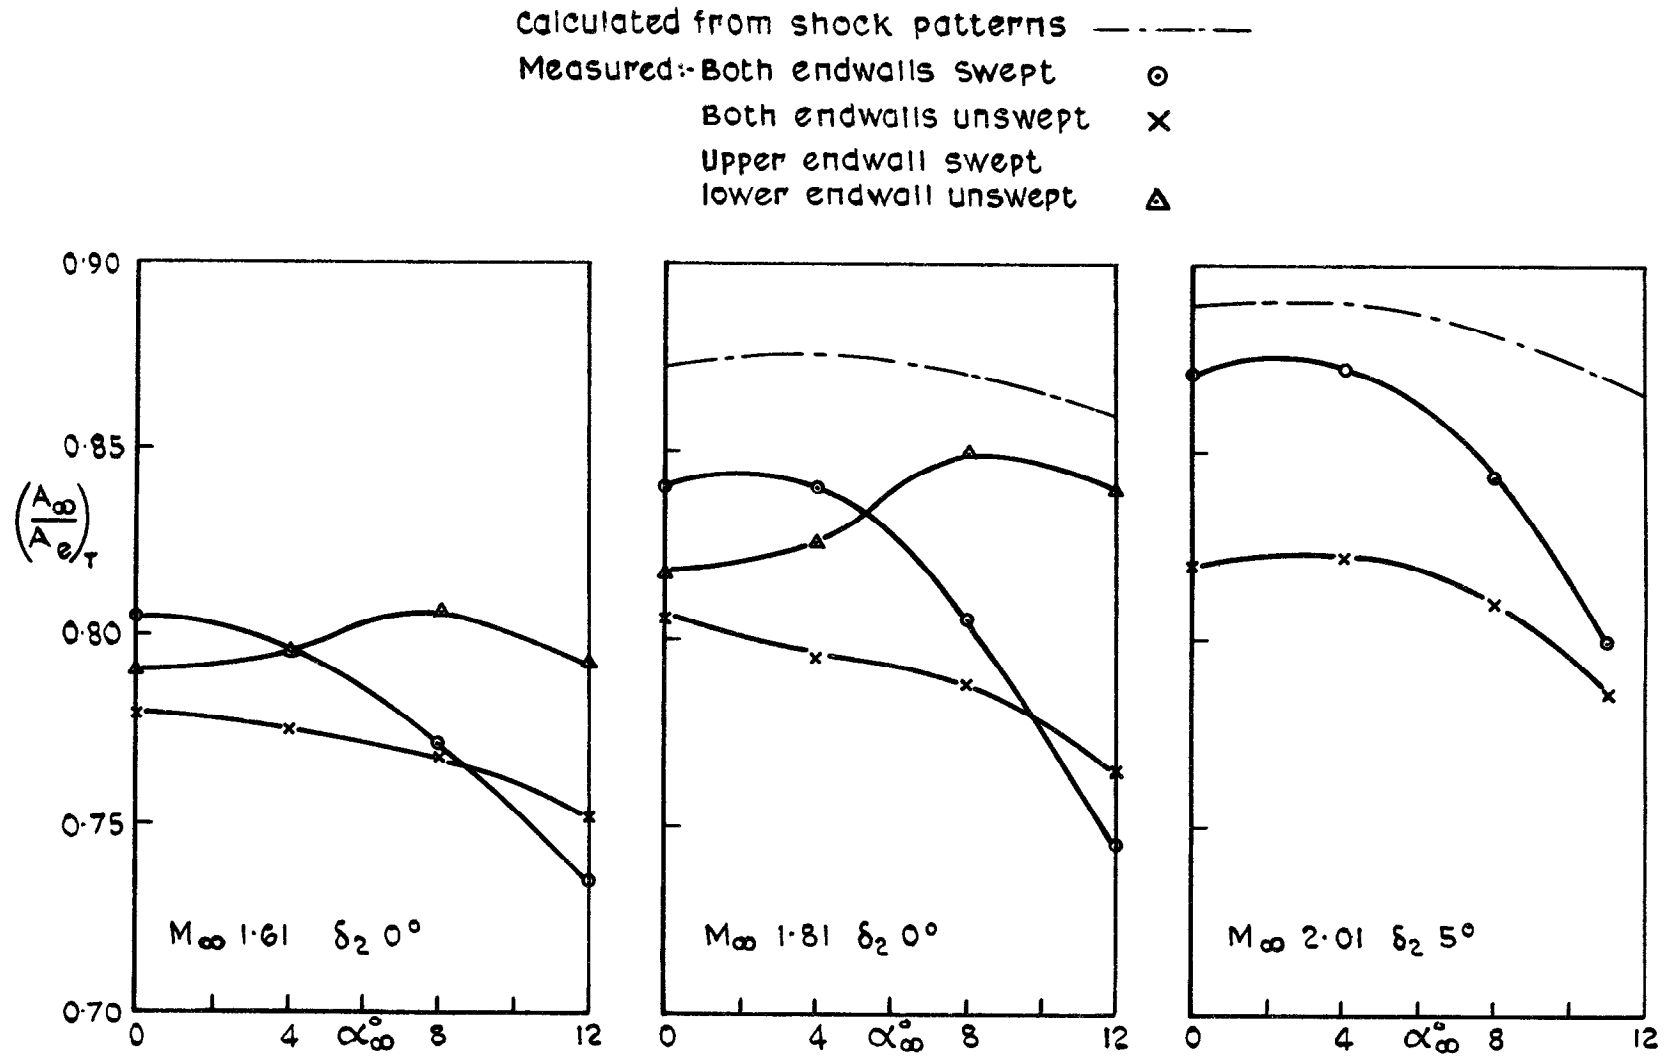 Calculated from shock patterns
Measured:- Both endwalls swept
Both endwalls unswept
Upper endwall swept
lower endwall unswept
0·90
0·85
0·80
0·75
0·70
(A∞/Ae)T
M∞ 1·61 δ2 0°
0 4 α∞° 8 12
M∞ 1·81 δ2 0°
0 4 α∞° 8 12
M∞ 2·01 δ2 5°
0 4 α∞° 8 12